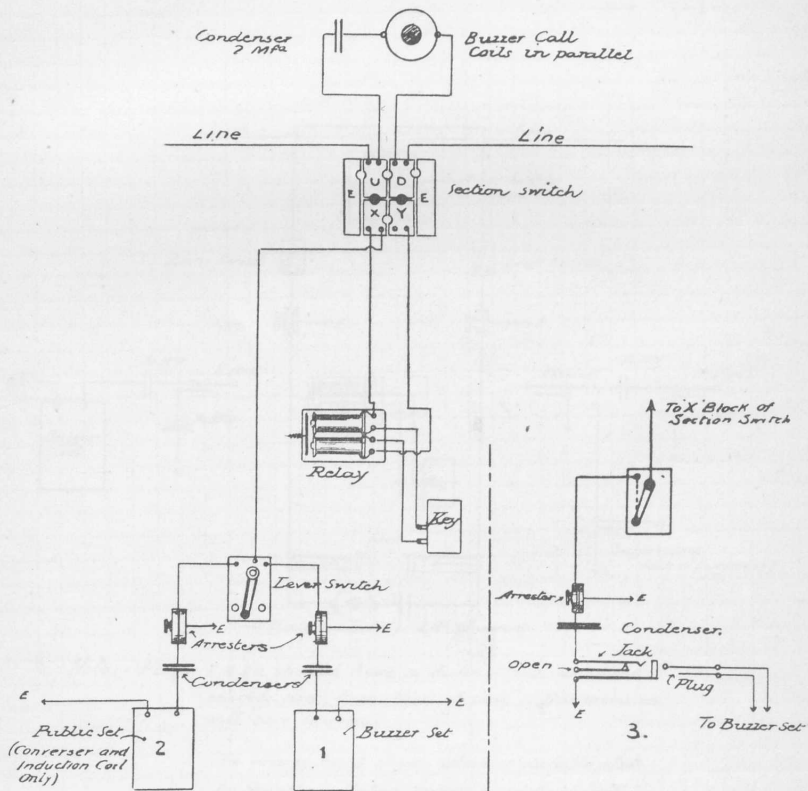 Condenser
2 Mfa
Buzzer Call
Coils in parallel
Line
Line
E
U
D
E
X
Y
Section switch
Relay
Key
To X Block of
Section Switch
Lever Switch
E
Arresters
E
Condensers
E
E
Public Set
(Converser and
Induction Coil
Only)
2
1
Buzzer Set
Arrester
E
Condenser.
Jack
open
Plug
E
To Buzzer Set
3.